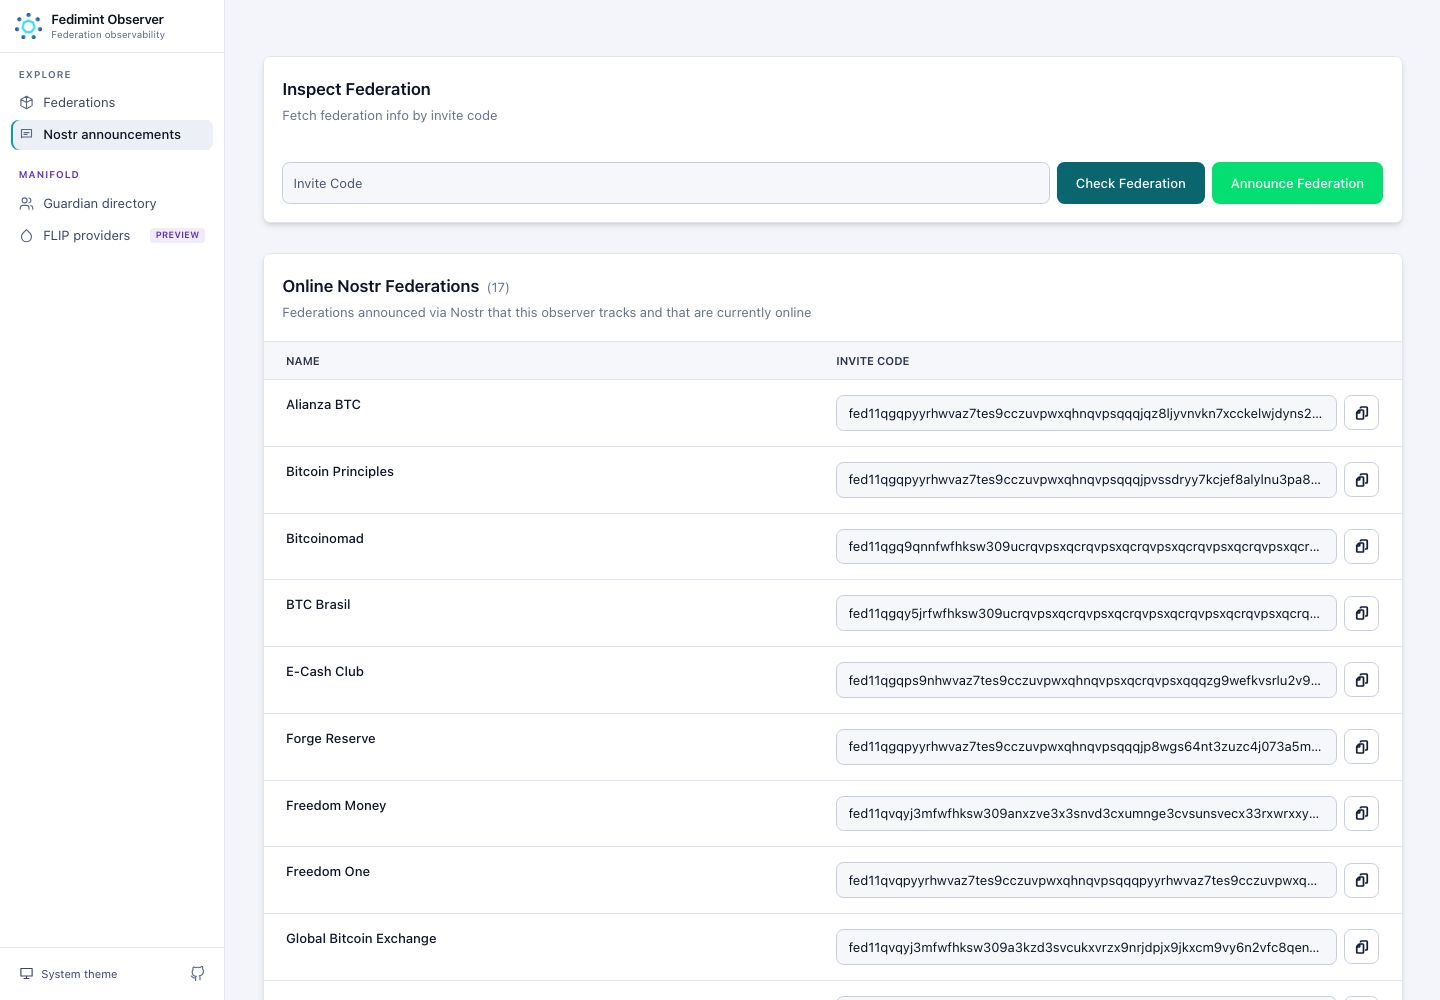 Fedimint Observer
Federation observability
EXPLORE
Federations
Nostr announcements
MANIFOLD
Guardian directory
FLIP providers PREVIEW
System theme
Inspect Federation
Fetch federation info by invite code
Invite Code Check Federation Announce Federation
Online Nostr Federations (17)
Federations announced via Nostr that this observer tracks and that are currently online
NAME INVITE CODE
Alianza BTC fed11qgqpyyrhwvaz7tes9cczuvpwxqhnqvpsqqqjqz8ljyvnvkn7xcckelwjdyns2...
Bitcoin Principles fed11qgqpyyrhwvaz7tes9cczuvpwxqhnqvpsqqqjpvssdryy7kcjef8alylnu3pa8...
Bitcoinomad fed11qgq9qnnfwfhksw309ucrqvpsxqcrqvpsxqcrqvpsxqcrqvpsxqcrqvpsxqcr...
BTC Brasil fed11qgqy5jrfwfhksw309ucrqvpsxqcrqvpsxqcrqvpsxqcrqvpsxqcrqvpsxqcrq...
E-Cash Club fed11qgqps9nhwvaz7tes9cczuvpwxqhnqvpsxqcrqvpsxqqqzg9wefkvsrlu2v9...
Forge Reserve fed11qgqpyyrhwvaz7tes9cczuvpwxqhnqvpsqqqjp8wgs64nt3zuzc4j073a5m...
Freedom Money fed11qvqyj3mfwfhksw309anxzve3x3snvd3cxumnge3cvsunsvecx33rxwrxxy...
Freedom One fed11qvqpyyrhwvaz7tes9cczuvpwxqhnqvpsqqqpyyrhwvaz7tes9cczuvpwxq...
Global Bitcoin Exchange fed11qvqyj3mfwfhksw309a3kzd3svcukxvrzx9nrjdpjx9jkxcm9vy6n2vfc8qen...